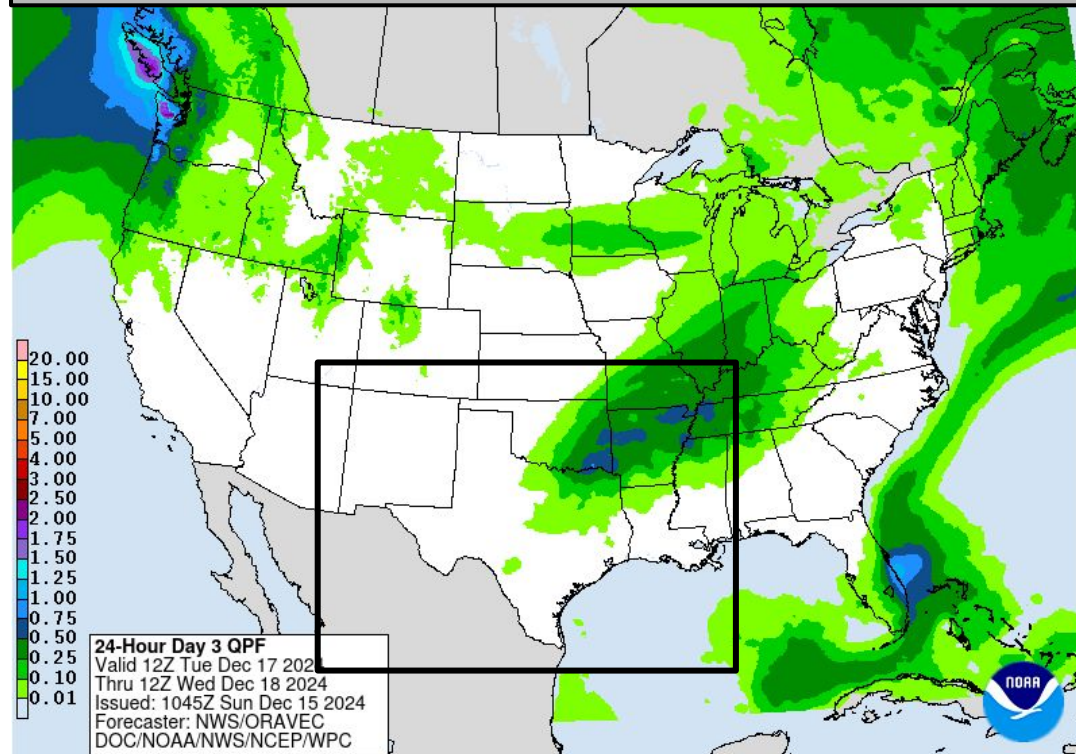 20.00
15.00
10.00
7.00
5.00
4.00
3.00
2.50
2.00
1.75
1.50
1.25
1.00
0.75
0.50
0.25
0.10
0.01
24-Hour Day 3 QPF
Valid 12Z Tue Dec 17 202
Thru 12Z Wed Dec 18 2024
Issued: 1045Z Sun Dec 15 2024
Forecaster: NWS/ORAVEC
DOC/NOAA/NWS/NCEP/WPC
NOAA